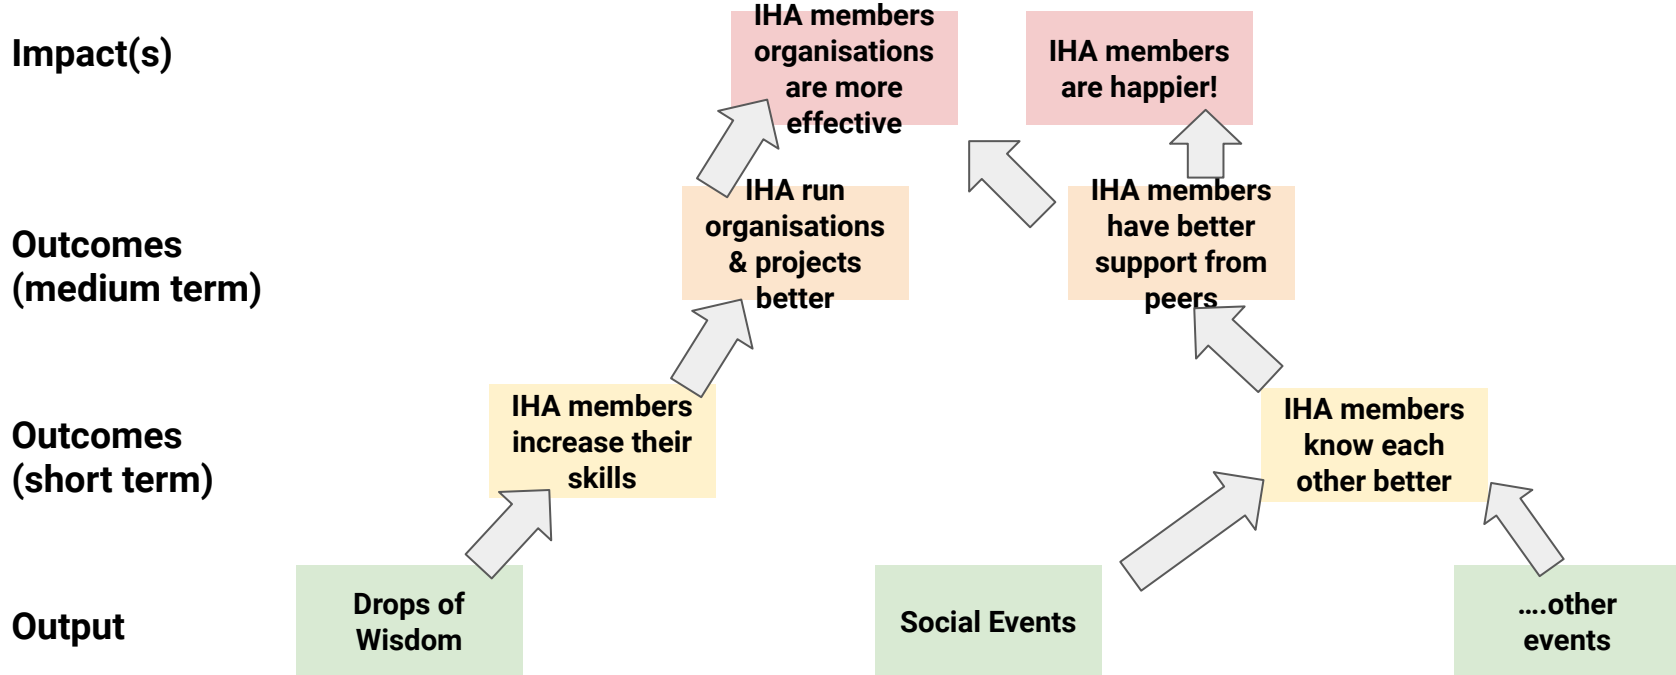 Impact(s)
IHA members
organisations
are more
effective
IHA members
are happier!
Outcomes
(medium term)
IHA run
organisations
& projects
better
IHA members
have better
support from
peers
Outcomes
(short term)
IHA members
increase their
skills
IHA members
know each
other better
Output
Drops of
Wisdom
Social Events
....other
events